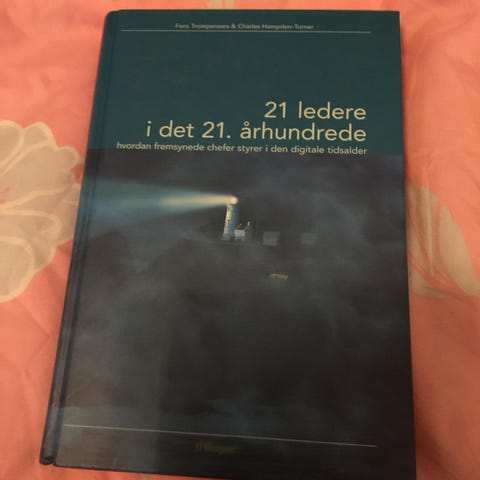 Fons Trompenaars & Charles Hampden-Turner
21 ledere
i det 21. århundrede
hvordan fremsynede chefer styrer i den digitale tidsalder